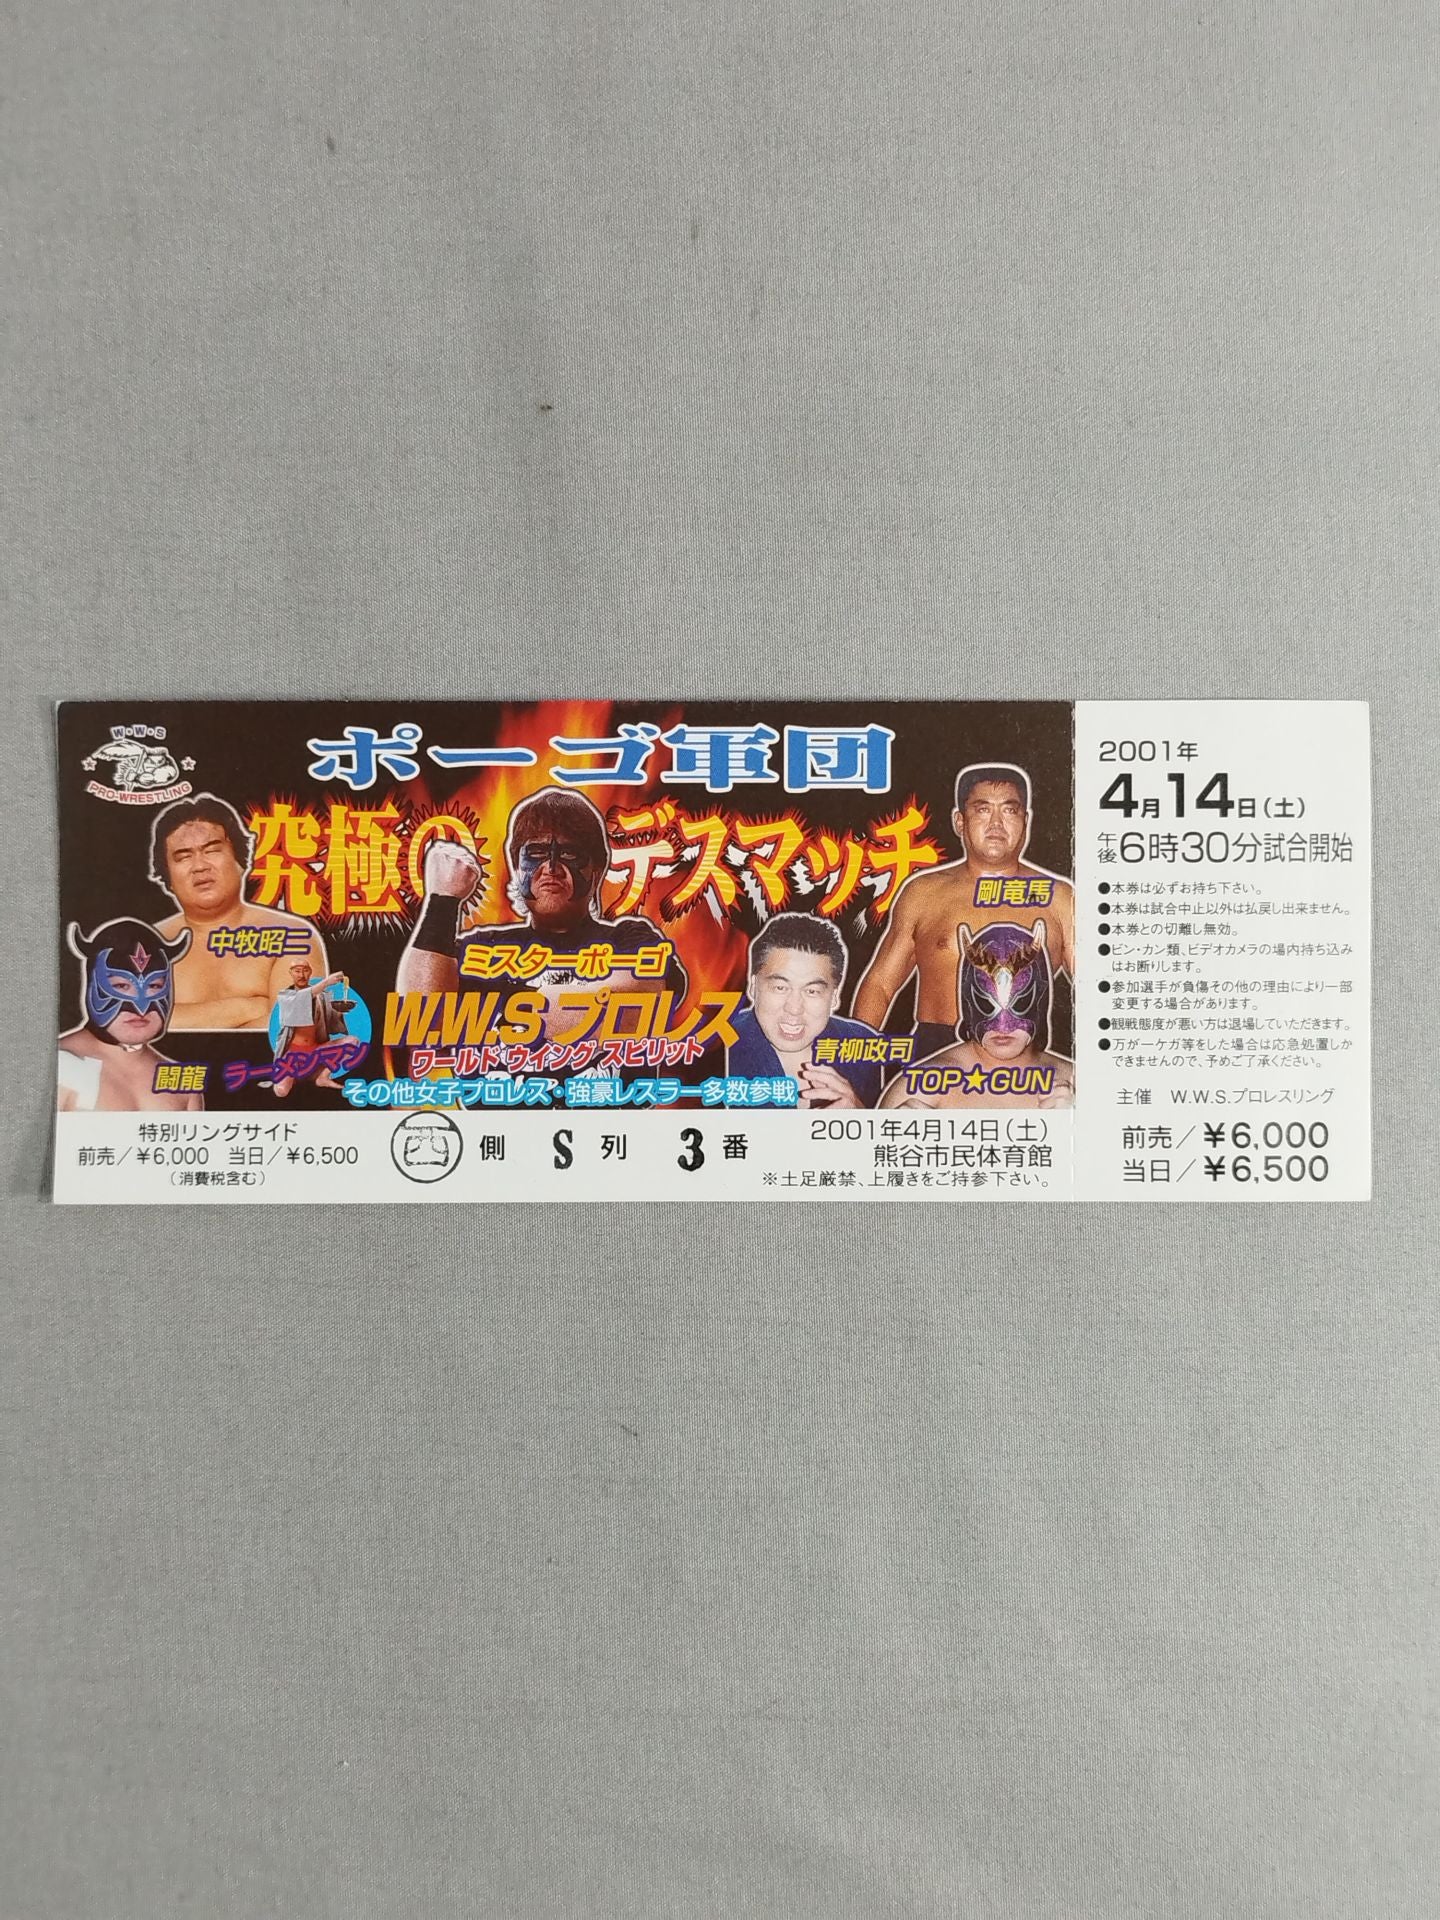 W★W★S
PRO-WRESTLING
ポーゴ軍団
究極のデスマッチ
中牧昭二
ミスターポーゴ
剛竜馬
W.W.S プロレス
ワールド ウイング スピリット
闘龍
ラーメンマン
青柳政司
TOP★GUN
その他女子プロレス・強豪レスラー多数参戦
特別リングサイド
前売/¥6,000 当日/¥6,500
(消費税含む)
西 側 S 列 3 番
2001年4月14日(土)
熊谷市民体育館
※土足厳禁、上履きをご持参下さい。
2001年
4月14日(土)
午後6時30分試合開始
●本券は必ずお持ち下さい。
●本券は試合中止以外は払戻し出来ません。
●本券との切離し無効。
●ビン・カン類、ビデオカメラの場内持ち込み
はお断りします。
●参加選手が負傷その他の理由により一部
変更する場合があります。
●観戦態度が悪い方は退場していただきます。
●万が一ケガ等をした場合は応急処置しか
できませんので、予めご了承ください。
主催 W.W.S.プロレスリング
前売/¥6,000
当日/¥6,500